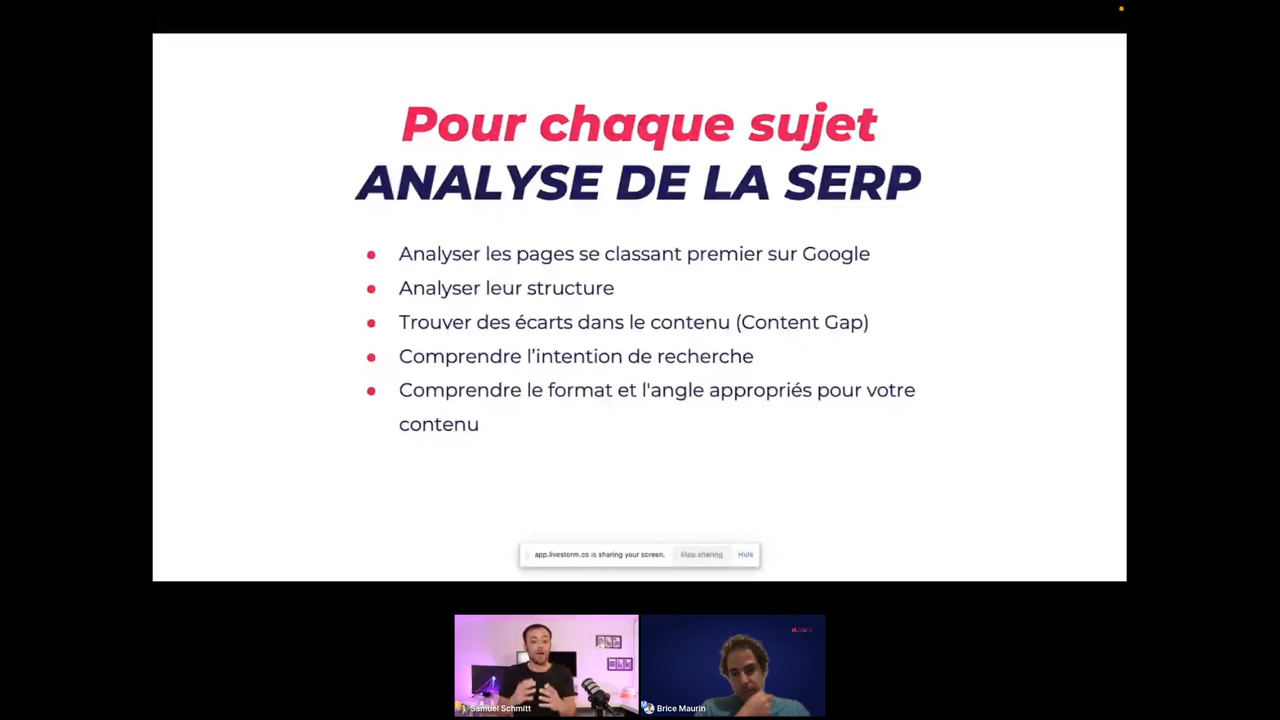 Pour chaque sujet
ANALYSE DE LA SERP
Analyser les pages se classant premier sur Google
Analyser leur structure
Trouver des écarts dans le contenu (Content Gap)
Comprendre l'intention de recherche
Comprendre le format et l'angle appropriés pour votre
contenu
app.livestorm.co is sharing your screen. Stop sharing Hide
Samuel Schmitt
Brice Maurin